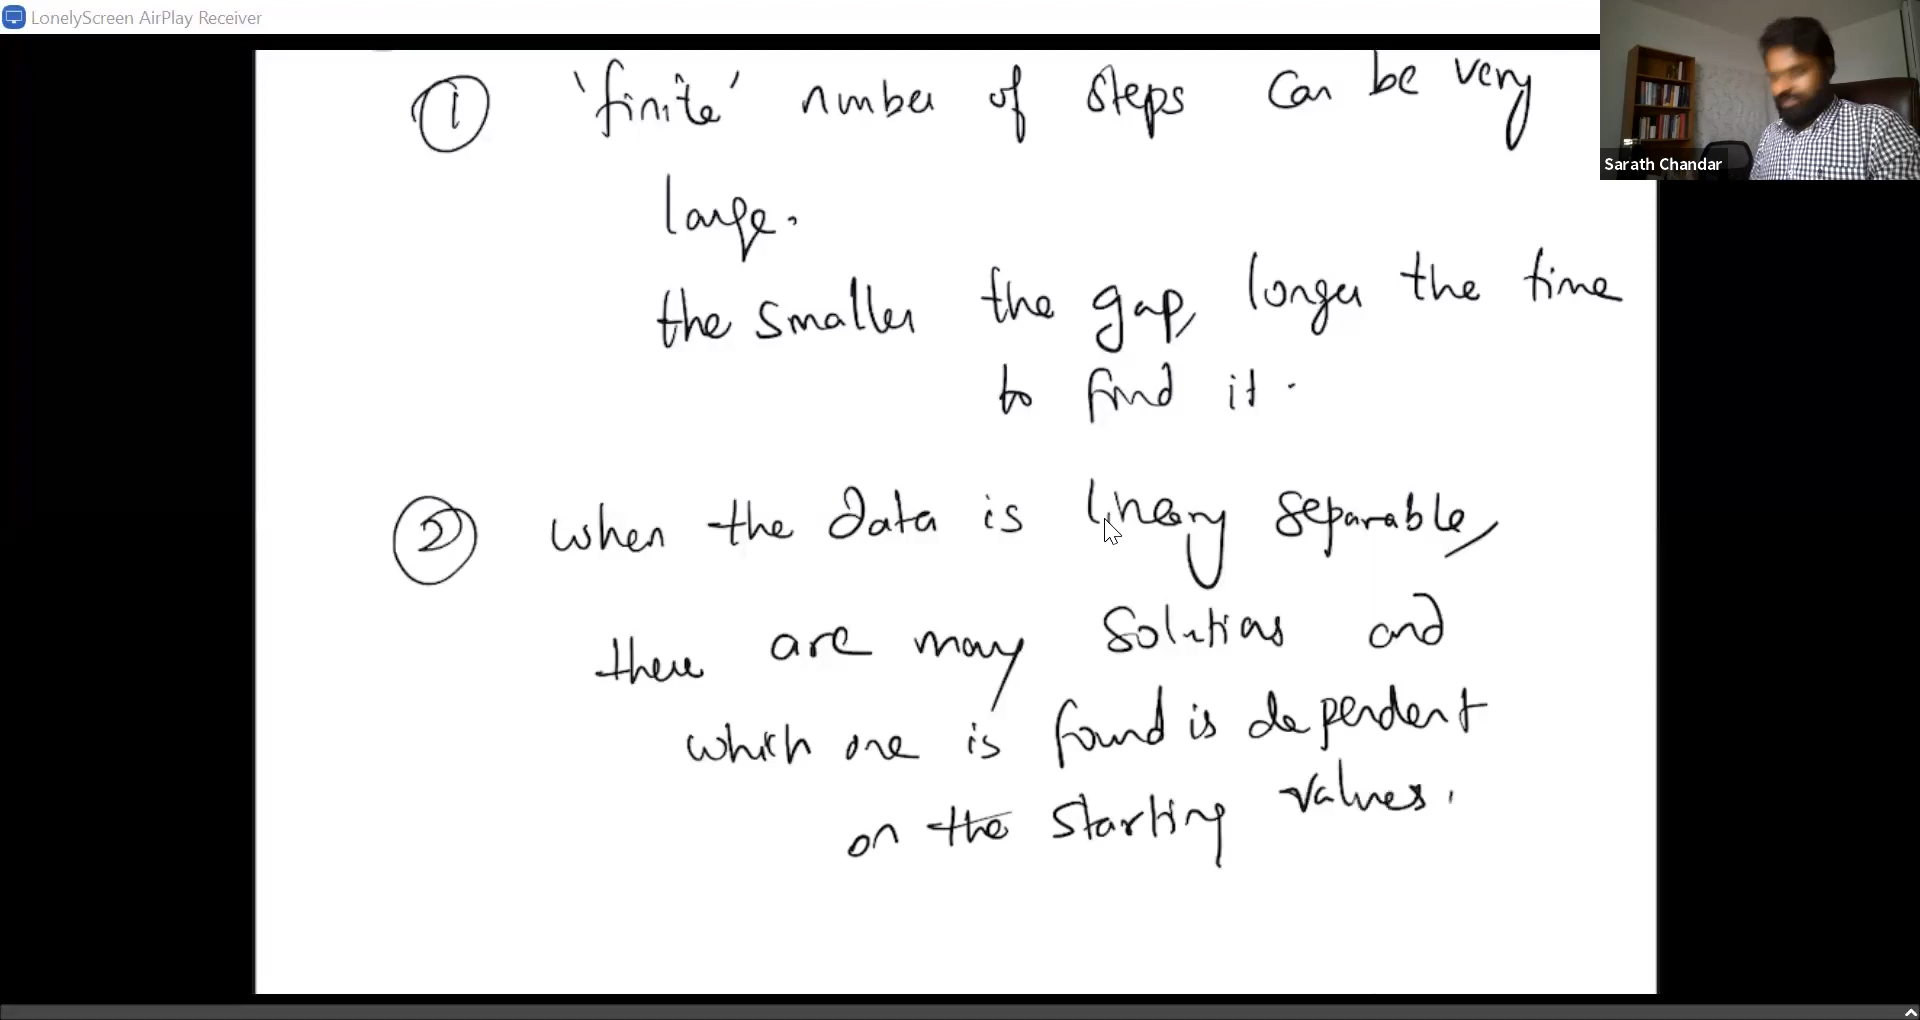 LonelyScreen AirPlay Receiver
Sarath Chandar
① 'finite' number of steps can be very
large.
the smaller the gap, longer the time
to find it.
② when the data is lineary separable,
there are many solutions and
which one is found is dependent
on the starting values.